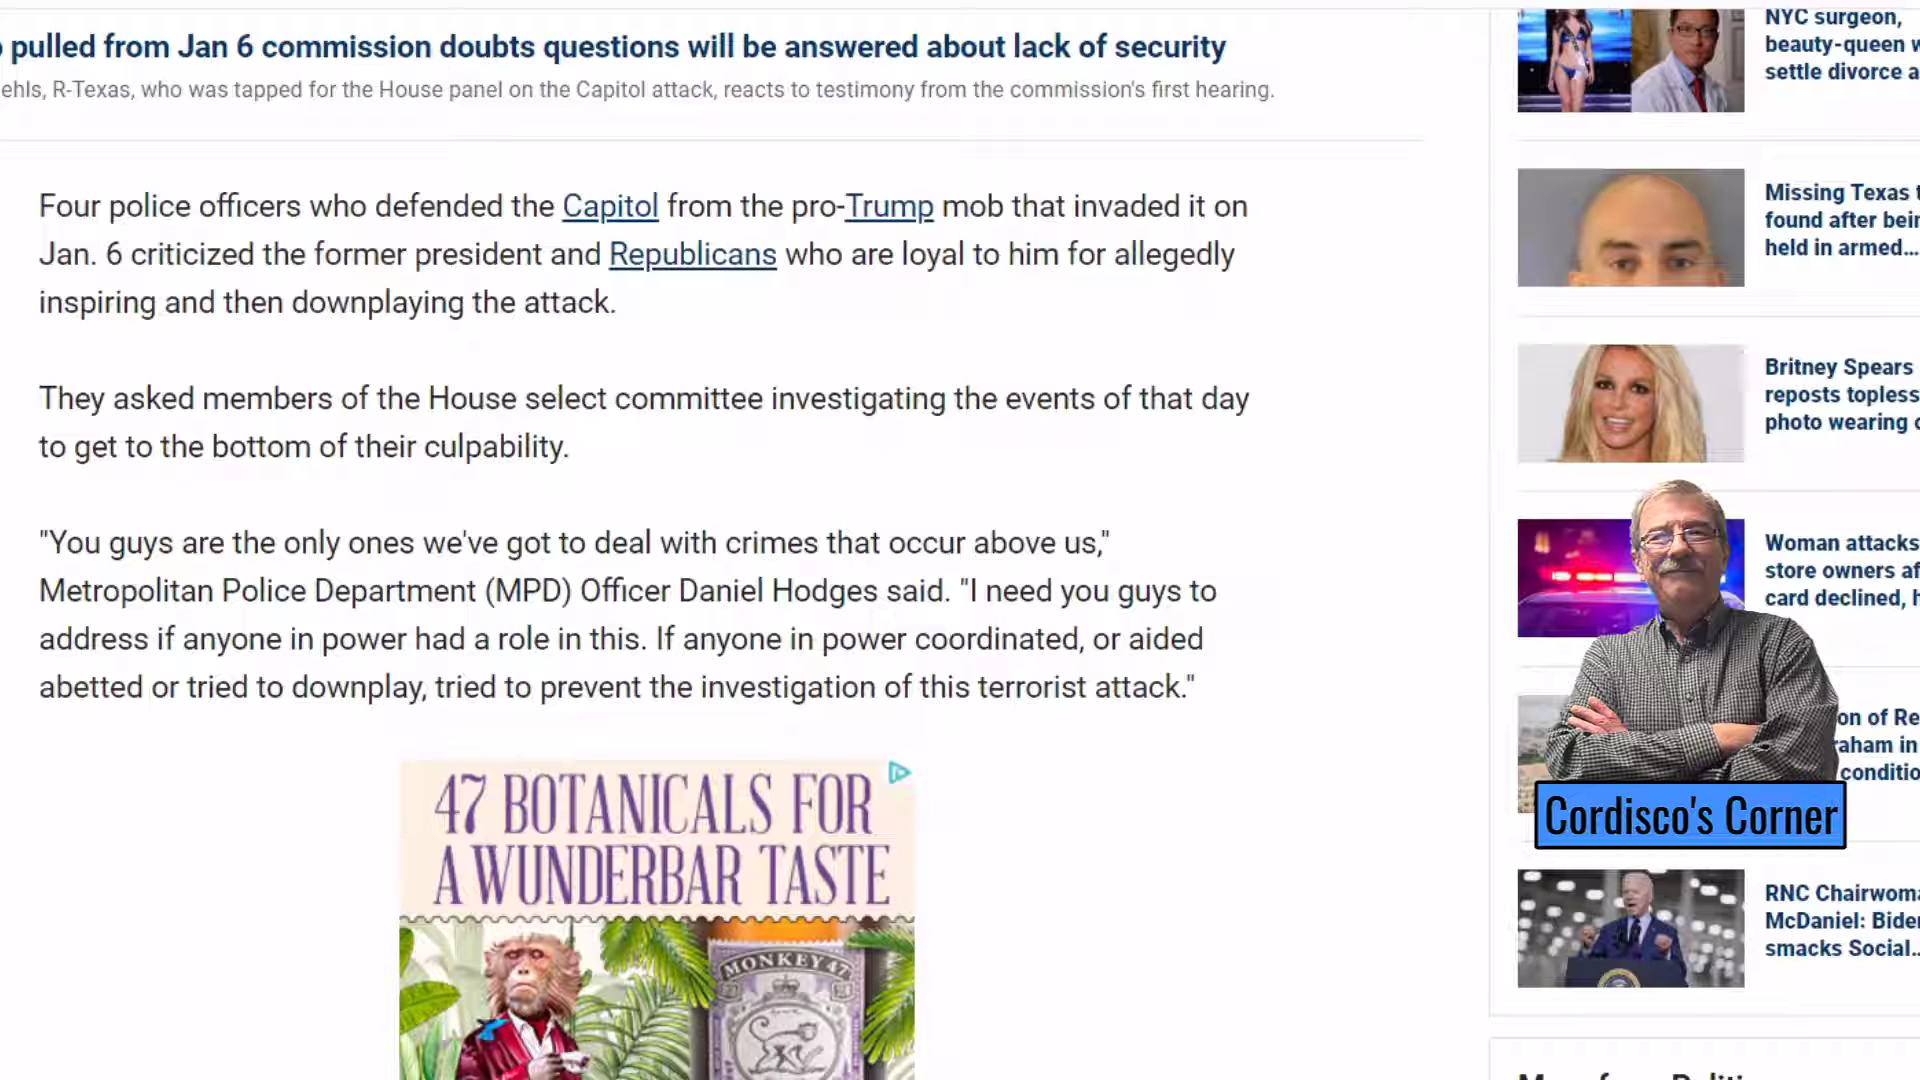 pulled from Jan 6 commission doubts questions will be answered about lack of security
ehls, R-Texas, who was tapped for the House panel on the Capitol attack, reacts to testimony from the commission's first hearing.
Four police officers who defended the Capitol from the pro-Trump mob that invaded it on
Jan. 6 criticized the former president and Republicans who are loyal to him for allegedly
inspiring and then downplaying the attack.
They asked members of the House select committee investigating the events of that day
to get to the bottom of their culpability.
"You guys are the only ones we've got to deal with crimes that occur above us,"
Metropolitan Police Department (MPD) Officer Daniel Hodges said. "I need you guys to
address if anyone in power had a role in this. If anyone in power coordinated, or aided
abetted or tried to downplay, tried to prevent the investigation of this terrorist attack."
47 BOTANICALS FOR
A WUNDERBAR TASTE
MONKEY 47
NYC surgeon,
beauty-queen w
settle divorce a
Missing Texas t
found after bein
held in armed...
Britney Spears
reposts topless
photo wearing c
Woman attacks
store owners af
card declined, h
on of Re
raham in
conditio
Cordisco's Corner
RNC Chairwoma
McDaniel: Bide
smacks Social..